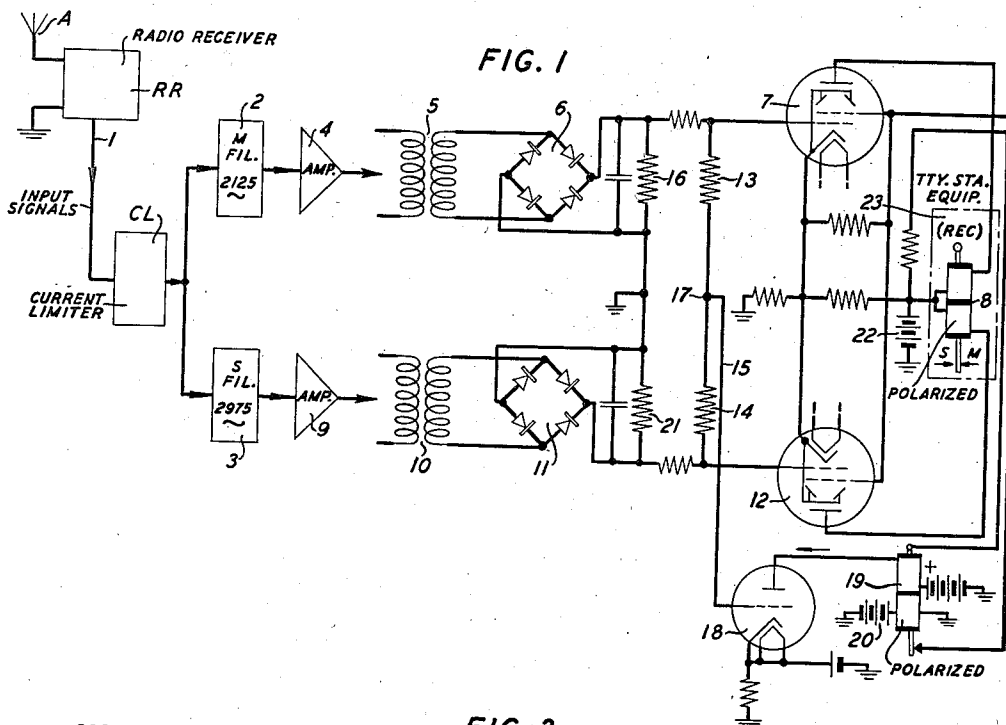 FIG. 1
A
RADIO RECEIVER
RR
1
INPUT
SIGNALS
CL
CURRENT
LIMITER
2
M
FIL.
2125
~
4
AMP.
5
6
16
13
7
TTY. STA.
EQUIP.
23
(REC)
8
22
S M
POLARIZED
17
15
14
S
FIL.
2975
~
3
9
AMP.
10
11
21
12
18
19
+
20
POLARIZED